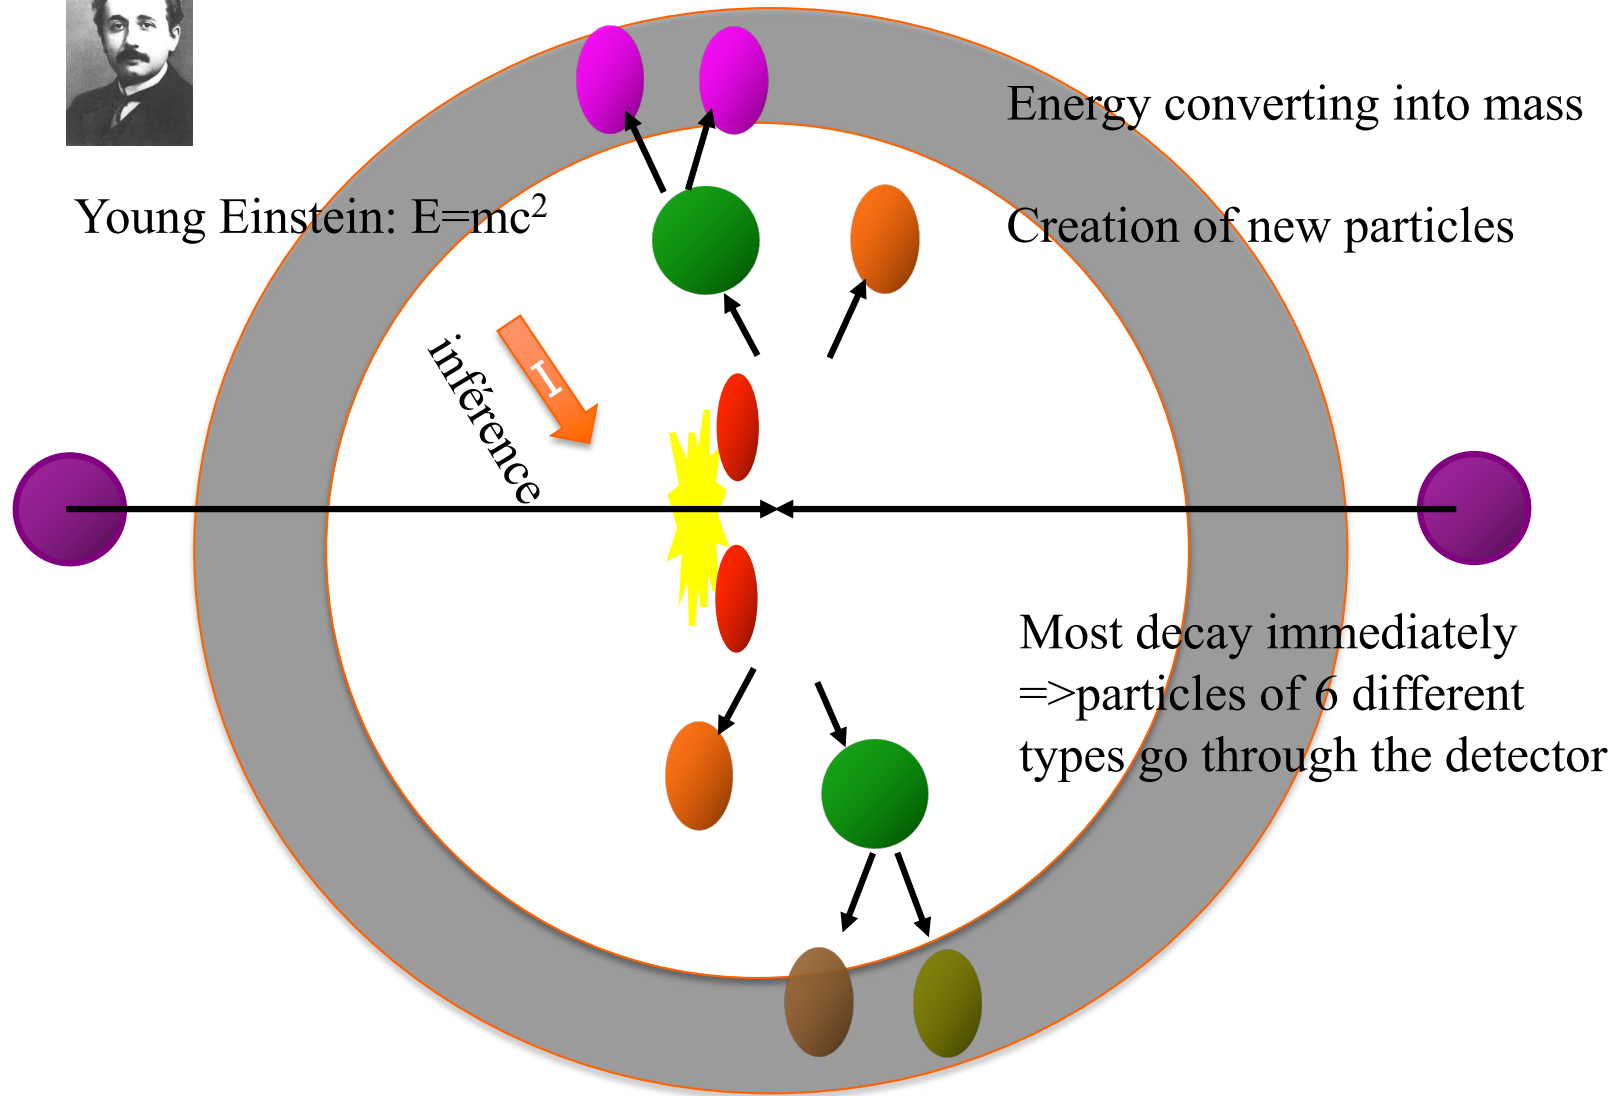 Energy converting into mass
Young Einstein: E=mc²
Creation of new particles
inférence
Most decay immediately
=>particles of 6 different
types go through the detector